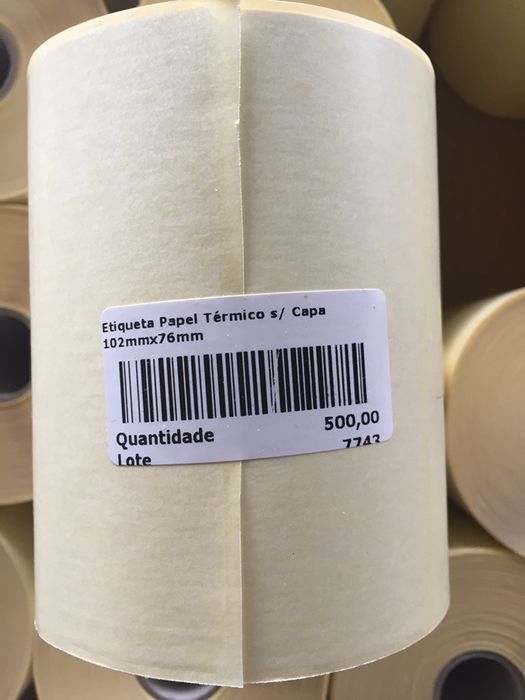 Etiqueta Papel Térmico s/ Capa
102mmx76mm
Quantidade 500,00
Lote 7743